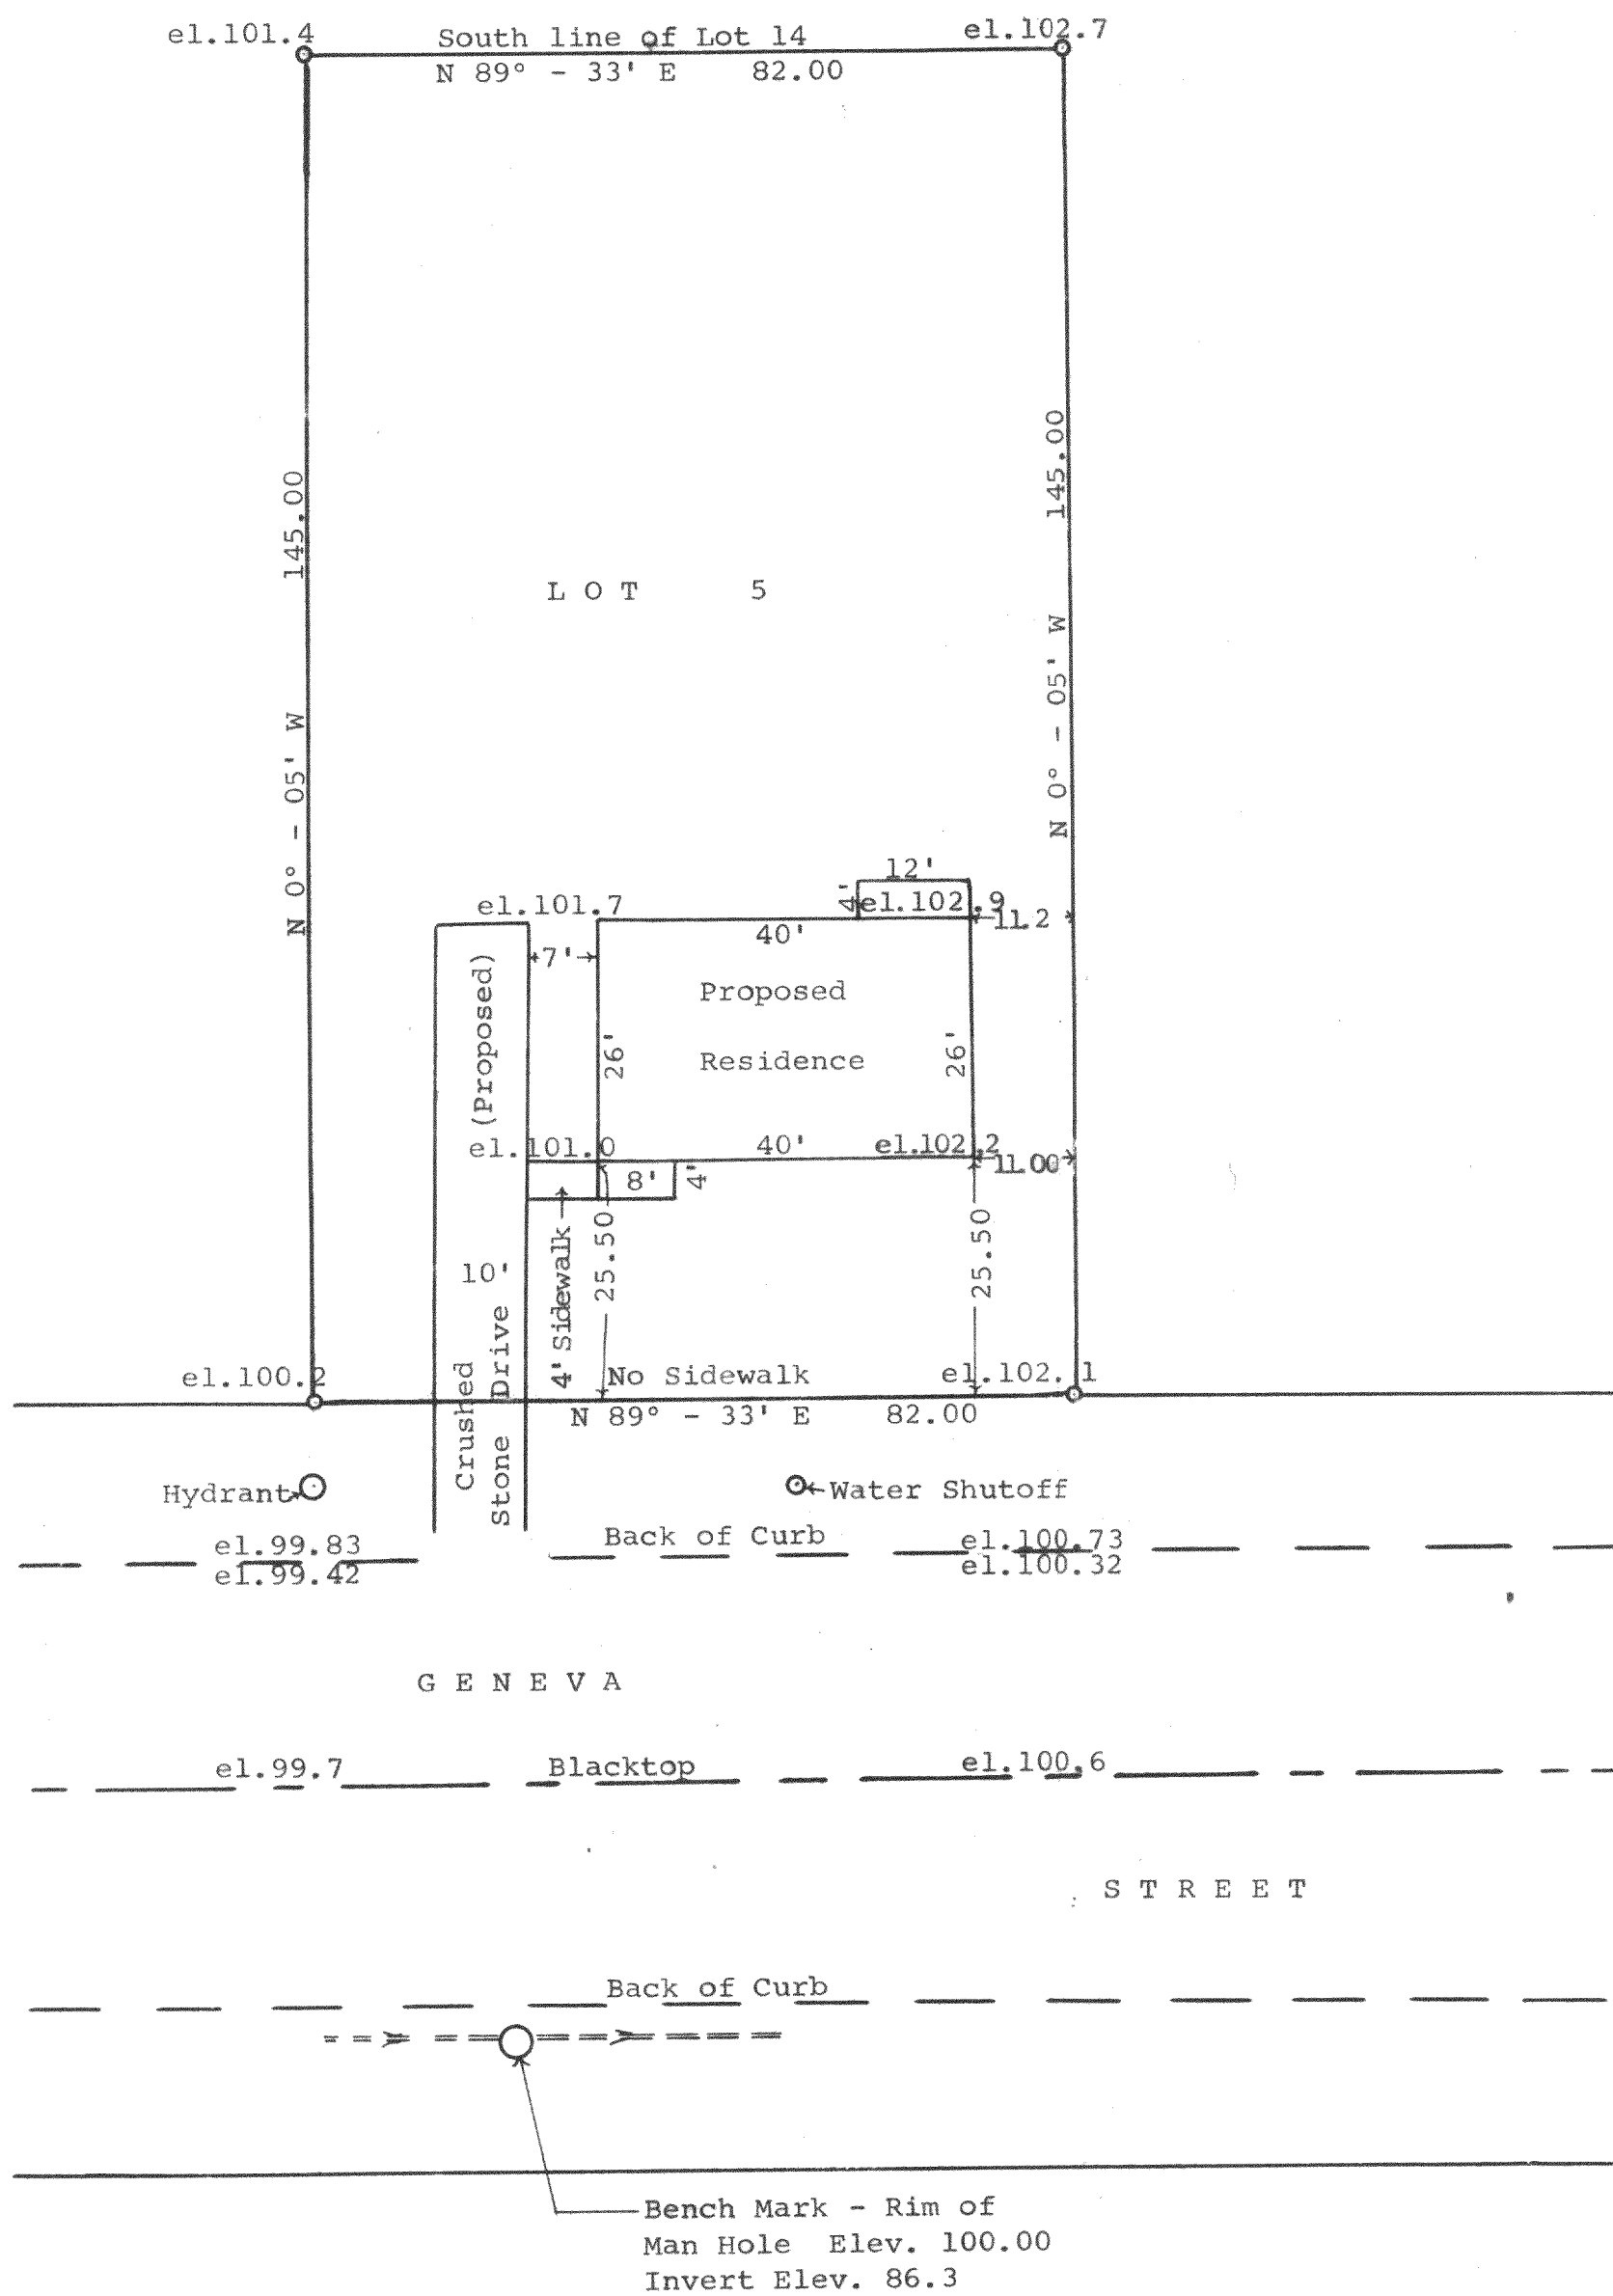 el.101.4
South line of Lot 14
el.102.7
N 89° - 33' E 82.00
N 0° - 05' W 145.00
N 0° - 05' W 145.00
LOT 5
12'
4'
el.102.9
11.2
el.101.7
40'
7'
(Proposed)
Proposed
Residence
26'
26'
el.101.0
40'
el.102.2
11.00
8'
4'
4' Sidewalk
25.50
25.50
10'
Crushed
Stone Drive
el.100.2
No Sidewalk
el.102.1
N 89° - 33' E 82.00
Hydrant
Water Shutoff
Back of Curb
el.99.83
el.99.42
el.100.73
el.100.32
GENEVA
el.99.7
Blacktop
el.100.6
STREET
Back of Curb
Bench Mark - Rim of
Man Hole Elev. 100.00
Invert Elev. 86.3